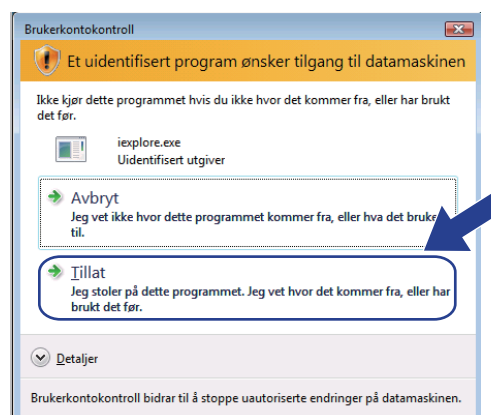 Brukerkontokontroll
Et uidentifisert program ønsker tilgang til datamaskinen
Ikke kjør dette programmet hvis du ikke hvor det kommer fra, eller har brukt
det før.
iexplore.exe
Uidentifisert utgiver
Avbryt
Jeg vet ikke hvor dette programmet kommer fra, eller hva det bruke
til.
Tillat
Jeg stoler på dette programmet. Jeg vet hvor det kommer fra, eller har
brukt det før.
Detaljer
Brukerkontokontroll bidrar til å stoppe uautoriserte endringer på datamaskinen.